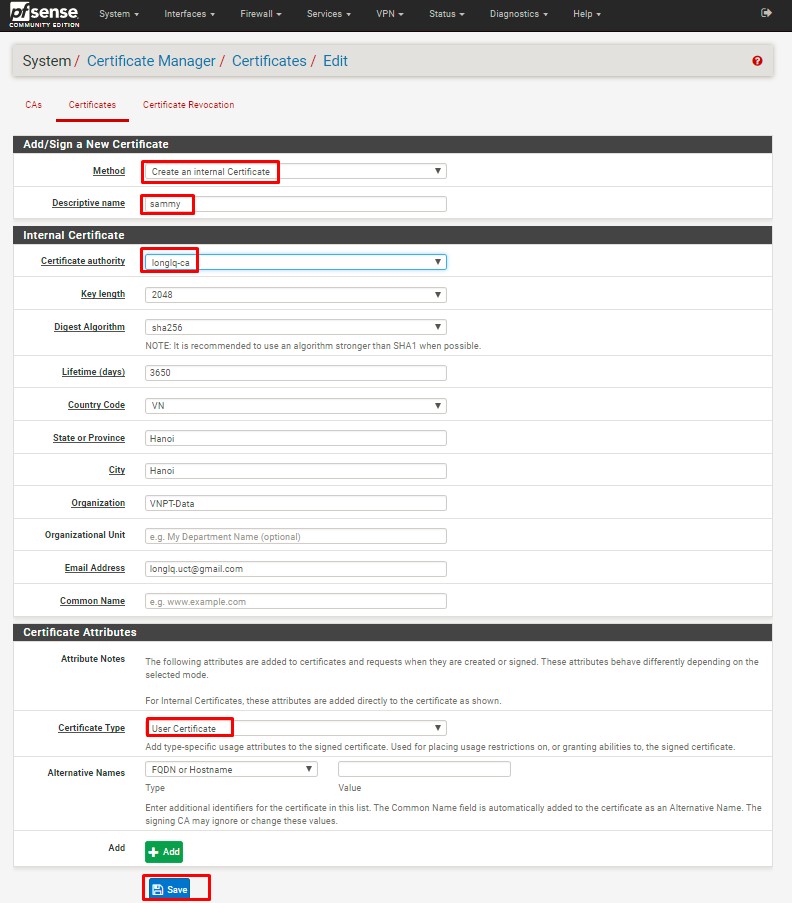 pfsense
COMMUNITY EDITION
System Interfaces Firewall Services VPN Status Diagnostics Help
System / Certificate Manager / Certificates / Edit
CAs Certificates Certificate Revocation
Add/Sign a New Certificate
Method Create an internal Certificate
Descriptive name sammy
Internal Certificate
Certificate authority longlq-ca
Key length 2048
Digest Algorithm sha256
NOTE: It is recommended to use an algorithm stronger than SHA1 when possible.
Lifetime (days) 3650
Country Code VN
State or Province Hanoi
City Hanoi
Organization VNPT-Data
Organizational Unit e.g. My Department Name (optional)
Email Address longlq.uct@gmail.com
Common Name e.g. www.example.com
Certificate Attributes
Attribute Notes The following attributes are added to certificates and requests when they are created or signed. These attributes behave differently depending on the
selected mode.
For Internal Certificates, these attributes are added directly to the certificate as shown.
Certificate Type User Certificate
Add type-specific usage attributes to the signed certificate. Used for placing usage restrictions on, or granting abilities to, the signed certificate.
Alternative Names FQDN or Hostname
Type Value
Enter additional identifiers for the certificate in this list. The Common Name field is automatically added to the certificate as an Alternative Name. The
signing CA may ignore or change these values.
Add + Add
Save